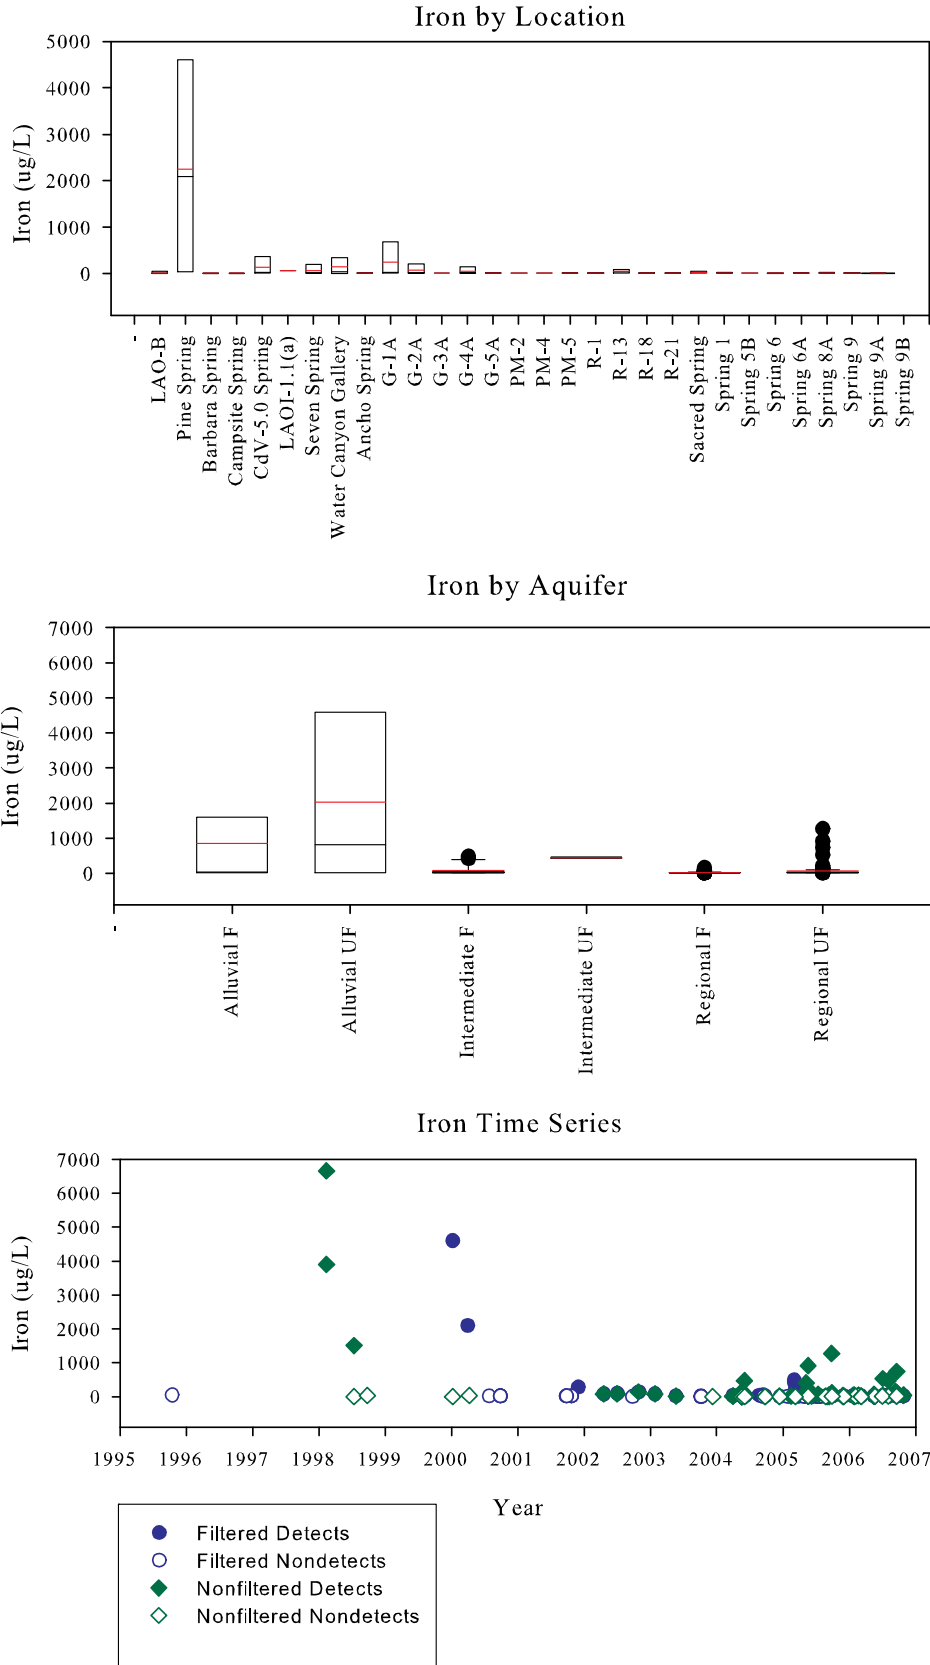 Iron by Location
5000
4000
3000
2000
1000
0
Iron (ug/L)
-
LAO-B
Pine Spring
Barbara Spring
Campsite Spring
CdV-5.0 Spring
LAOI-1.1(a)
Seven Spring
Water Canyon Gallery
Ancho Spring
G-1A
G-2A
G-3A
G-4A
G-5A
PM-2
PM-4
PM-5
R-1
R-13
R-18
R-21
Sacred Spring
Spring 1
Spring 5B
Spring 6
Spring 6A
Spring 8A
Spring 9
Spring 9A
Spring 9B
Iron by Aquifer
7000
6000
5000
4000
3000
2000
1000
0
Iron (ug/L)
-
Alluvial F
Alluvial UF
Intermediate F
Intermediate UF
Regional F
Regional UF
Iron Time Series
7000
6000
5000
4000
3000
2000
1000
0
Iron (ug/L)
1995 1996 1997 1998 1999 2000 2001 2002 2003 2004 2005 2006 2007
Year
Filtered Detects
Filtered Nondetects
Nonfiltered Detects
Nonfiltered Nondetects